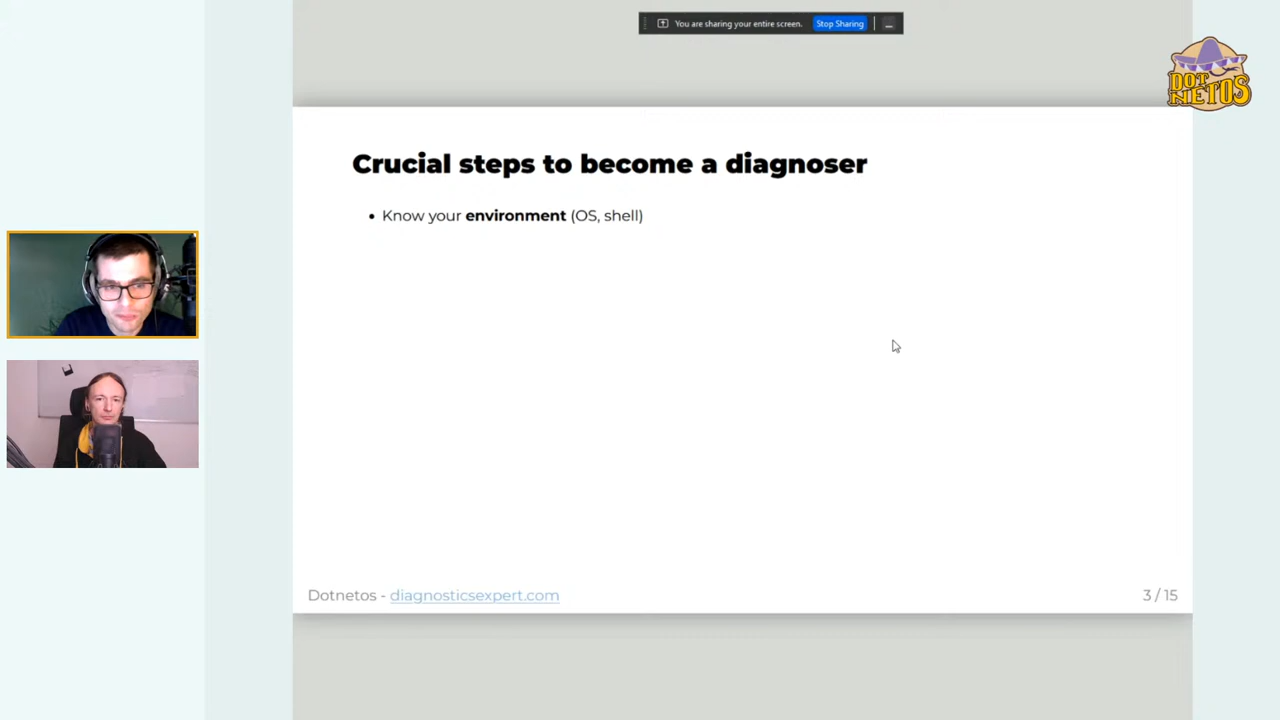 You are sharing your entire screen. Stop Sharing
DOT
NETOS
Crucial steps to become a diagnoser
• Know your environment (OS, shell)
Dotnetos - diagnosticsexpert.com
3 / 15